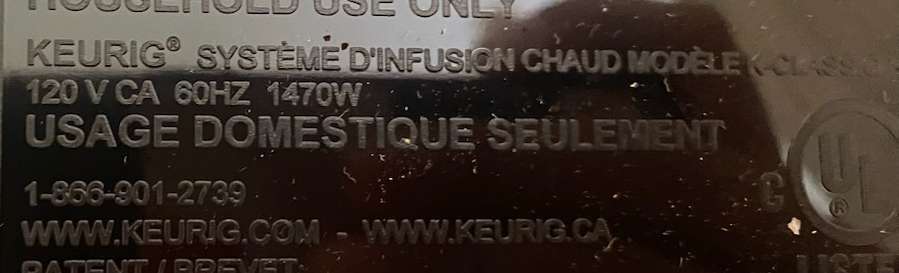 HOUSEHOLD USE ONLY
KEURIG® SYSTÈME D'INFUSION CHAUD MODÈLE K-CLASSIC
120 V CA 60HZ 1470W
USAGE DOMESTIQUE SEULEMENT
1-866-901-2739
C UL ®
WWW.KEURIG.COM - WWW.KEURIG.CA
PATENT / BREVET
LISTE